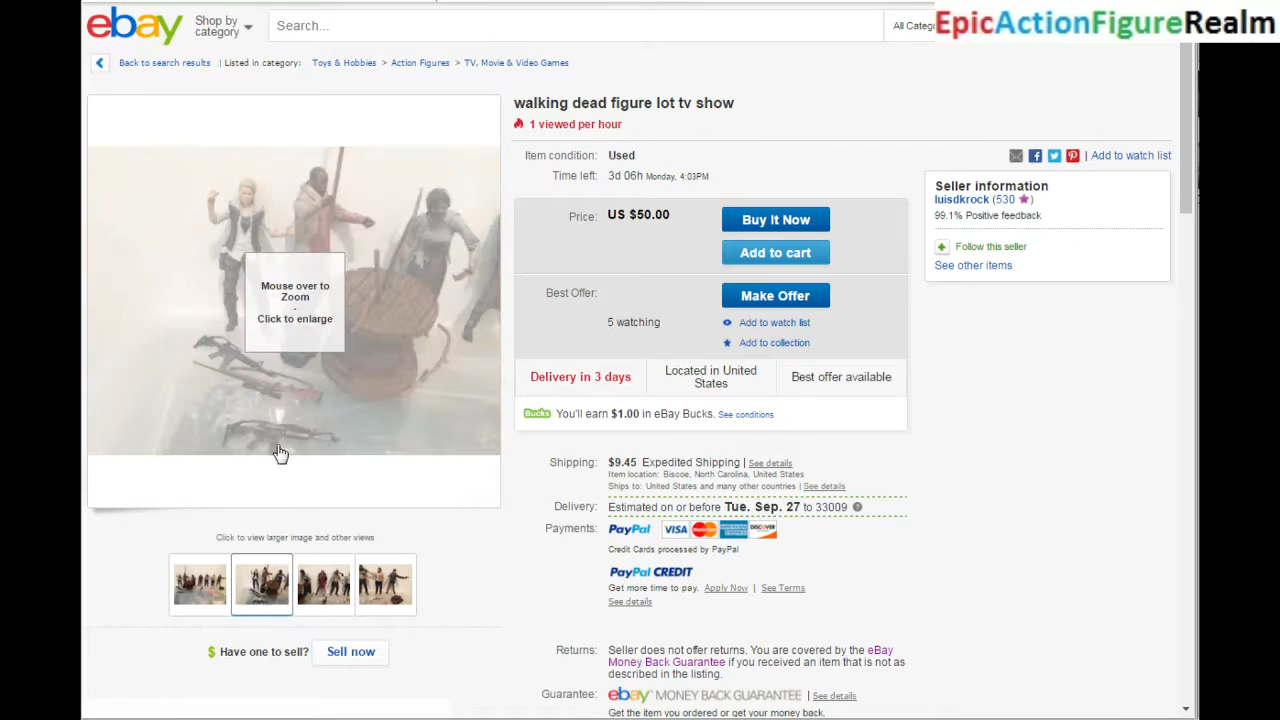 ebay
Shop by
category
Search...
All Categ
EpicActionFigureRealm
Back to search results | Listed in category: Toys & Hobbies > Action Figures > TV, Movie & Video Games
walking dead figure lot tv show
1 viewed per hour
Item condition: Used
Time left: 3d 06h Monday, 4:03PM
| Add to watch list
Price: US $50.00
Buy It Now
Add to cart
Best Offer:
Make Offer
5 watching
Add to watch list
Add to collection
Delivery in 3 days
Located in United
States
Best offer available
Bucks You'll earn $1.00 in eBay Bucks. See conditions
Seller information
luisdkrock (530 ★)
99.1% Positive feedback
Follow this seller
See other items
Mouse over to
Zoom
-
Click to enlarge
Click to view larger image and other views
$ Have one to sell? Sell now
Shipping: $9.45 Expedited Shipping | See details
Item location: Biscoe, North Carolina, United States
Ships to: United States and many other countries | See details
Delivery: Estimated on or before Tue. Sep. 27 to 33009 ?
Payments: PayPal VISA MasterCard DISCOVER
Credit Cards processed by PayPal
PayPal CREDIT
Get more time to pay. Apply Now | See Terms
See details
Returns: Seller does not offer returns. You are covered by the eBay
Money Back Guarantee if you received an item that is not as
described in the listing.
Guarantee: ebay MONEY BACK GUARANTEE | See details
Get the item you ordered or get your money back.